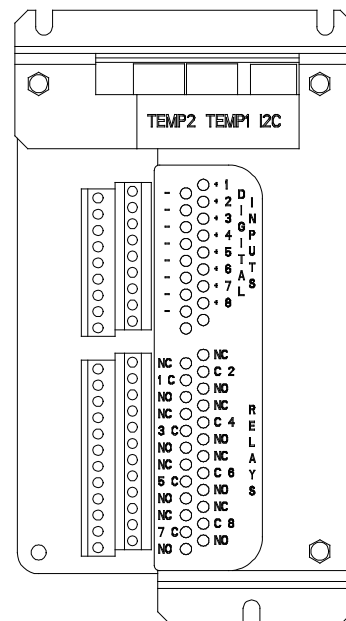 TEMP2 TEMP1 I2C
+ 1
-
+ 2
-
+ 3
-
+ 4
-
+ 5
-
+ 6
-
+ 7
-
+ 8
-
DIGITAL
INPUTS
NC
NC
C 2
1 C
NO
NO
NC
NC
C 4
3 C
NO
NO
NC
NC
C 6
5 C
NO
NO
NC
NC
C 8
7 C
NO
NO
RELAYS